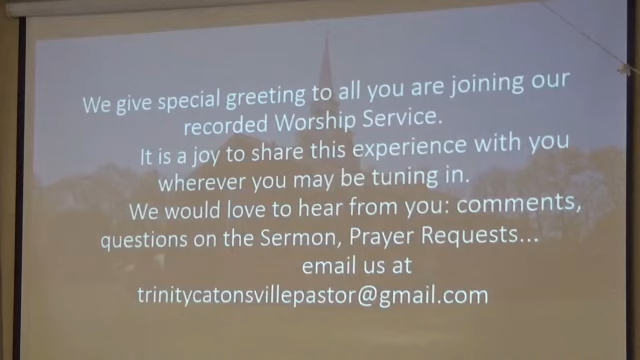 We give special greeting to all you are joining our
recorded Worship Service.
It is a joy to share this experience with you
wherever you may be tuning in.
We would love to hear from you: comments,
questions on the Sermon, Prayer Requests...
email us at
trinitycatonsvillepastor@gmail.com